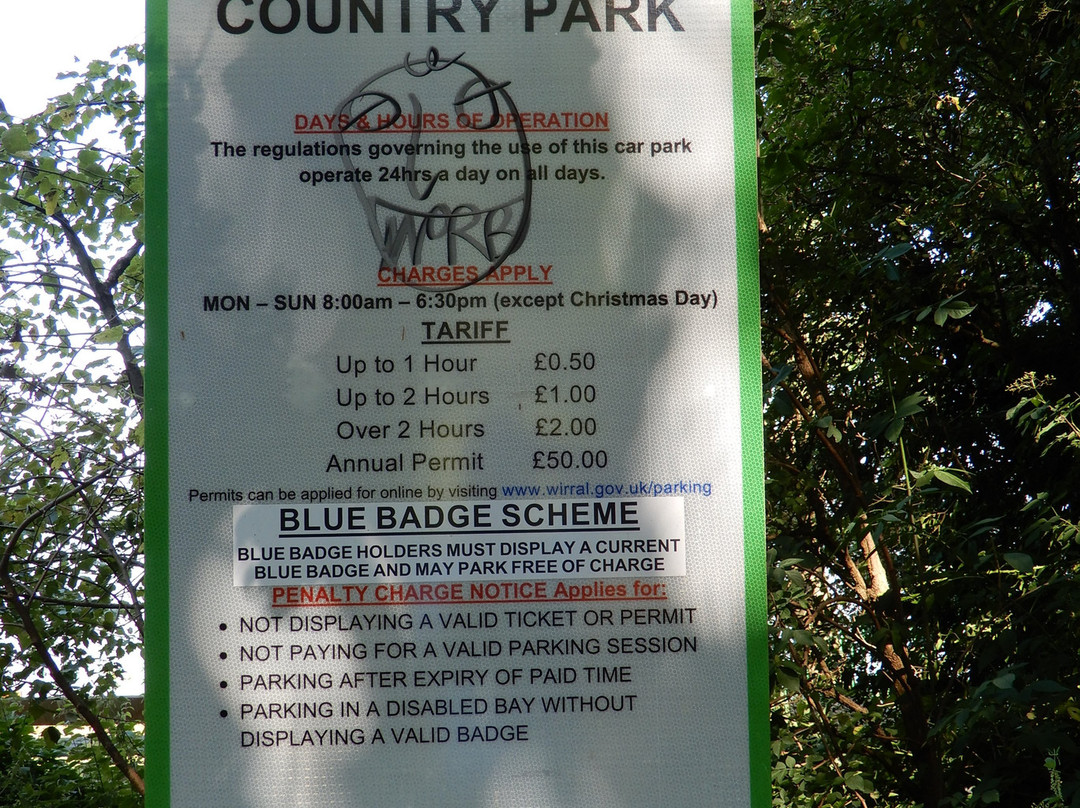 COUNTRY PARK
DAYS & HOURS OF OPERATION
The regulations governing the use of this car park
operate 24hrs a day on all days.
WORB
CHARGES APPLY
MON – SUN 8:00am – 6:30pm (except Christmas Day)
TARIFF
Up to 1 Hour £0.50
Up to 2 Hours £1.00
Over 2 Hours £2.00
Annual Permit £50.00
Permits can be applied for online by visiting www.wirral.gov.uk/parking
BLUE BADGE SCHEME
BLUE BADGE HOLDERS MUST DISPLAY A CURRENT
BLUE BADGE AND MAY PARK FREE OF CHARGE
PENALTY CHARGE NOTICE Applies for:
• NOT DISPLAYING A VALID TICKET OR PERMIT
• NOT PAYING FOR A VALID PARKING SESSION
• PARKING AFTER EXPIRY OF PAID TIME
• PARKING IN A DISABLED BAY WITHOUT
DISPLAYING A VALID BADGE